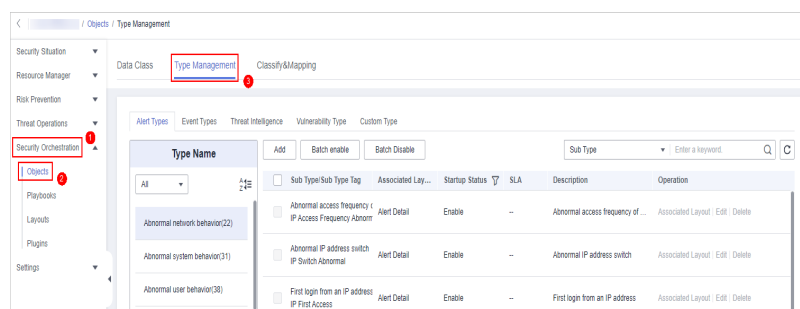 / Objects / Type Management
Security Situation
Resource Manager
Risk Prevention
Threat Operations
Security Orchestration
1
Objects
2
Playbooks
Layouts
Plugins
Settings
Data Class Type Management Classify&Mapping
3
Alert Types Event Types Threat Intelligence Vulnerability Type Custom Type
Type Name
All
Abnormal network behavior(22)
Abnormal system behavior(31)
Abnormal user behavior(38)
Add Batch enable Batch Disable Sub Type Enter a keyword.
Sub Type/Sub Type Tag Associated Lay... Startup Status SLA Description Operation
Abnormal access frequency
IP Access Frequency Abnorm
Alert Detail Enable -- Abnormal access frequency of ... Associated Layout | Edit | Delete
Abnormal IP address switch
IP Switch Abnormal
Alert Detail Enable -- Abnormal IP address switch Associated Layout | Edit | Delete
First login from an IP address
IP First Access
Alert Detail Enable -- First login from an IP address Associated Layout | Edit | Delete